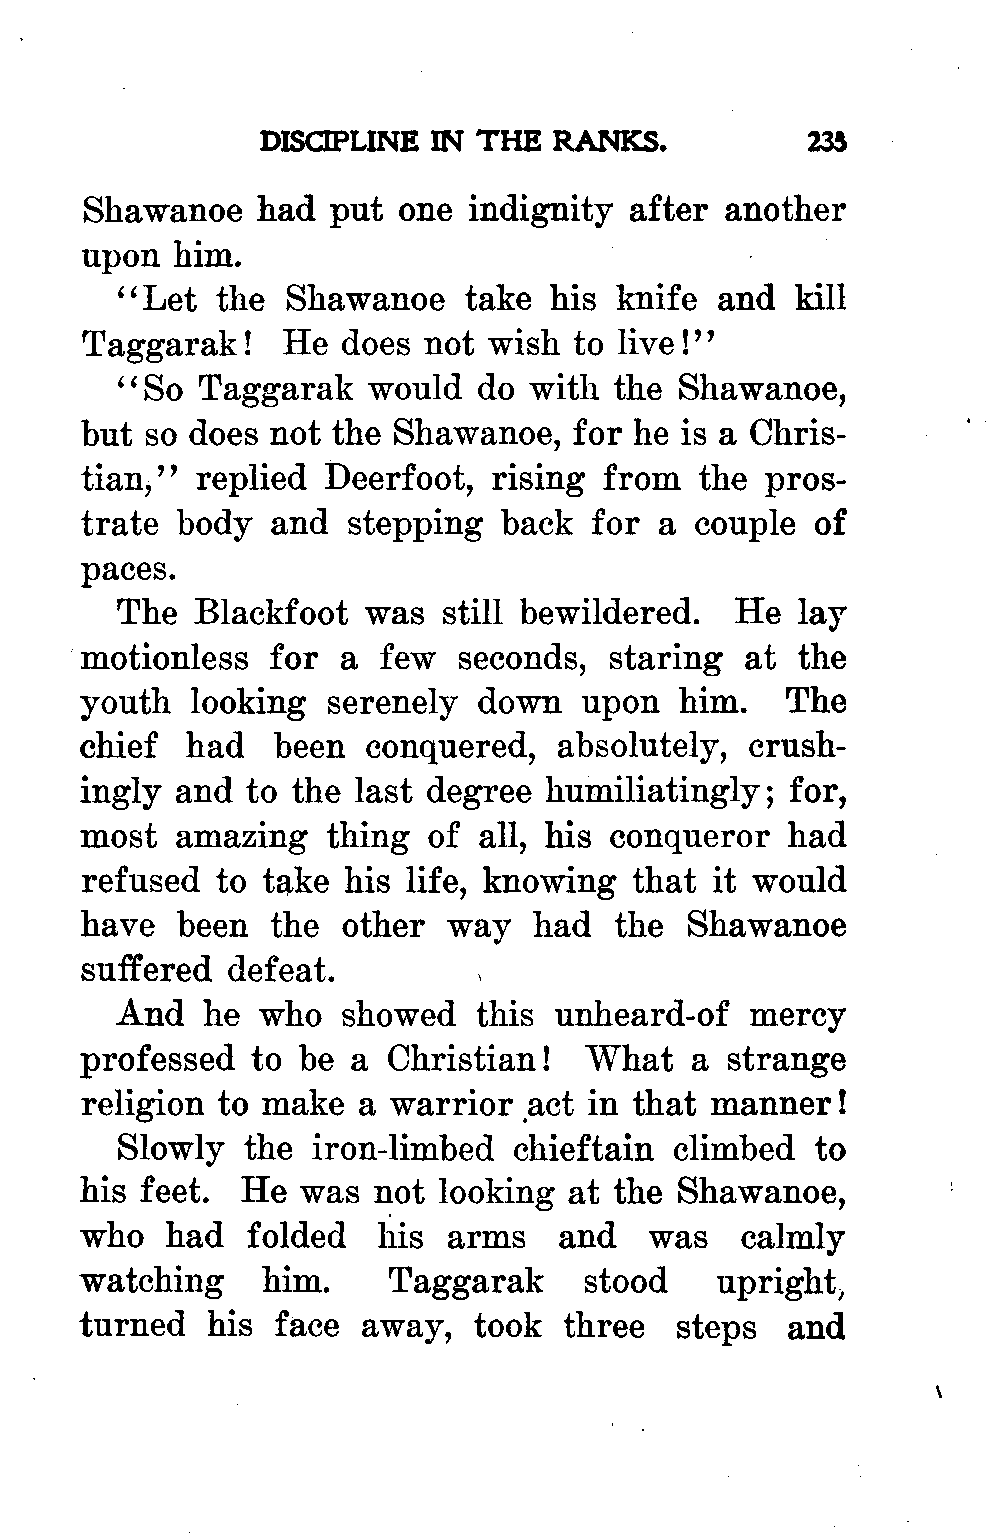 DISCIPLINE IN THE RANKS. 235
Shawanoe had put one indignity after another
upon him.
“Let the Shawanoe take his knife and kill
Taggarak! He does not wish to live!”
“So Taggarak would do with the Shawanoe,
but so does not the Shawanoe, for he is a Chris-
tian,” replied Deerfoot, rising from the pros-
trate body and stepping back for a couple of
paces.
The Blackfoot was still bewildered. He lay
motionless for a few seconds, staring at the
youth looking serenely down upon him. The
chief had been conquered, absolutely, crush-
ingly and to the last degree humiliatingly; for,
most amazing thing of all, his conqueror had
refused to take his life, knowing that it would
have been the other way had the Shawanoe
suffered defeat.
And he who showed this unheard-of mercy
professed to be a Christian! What a strange
religion to make a warrior act in that manner!
Slowly the iron-limbed chieftain climbed to
his feet. He was not looking at the Shawanoe,
who had folded his arms and was calmly
watching him. Taggarak stood upright,
turned his face away, took three steps and